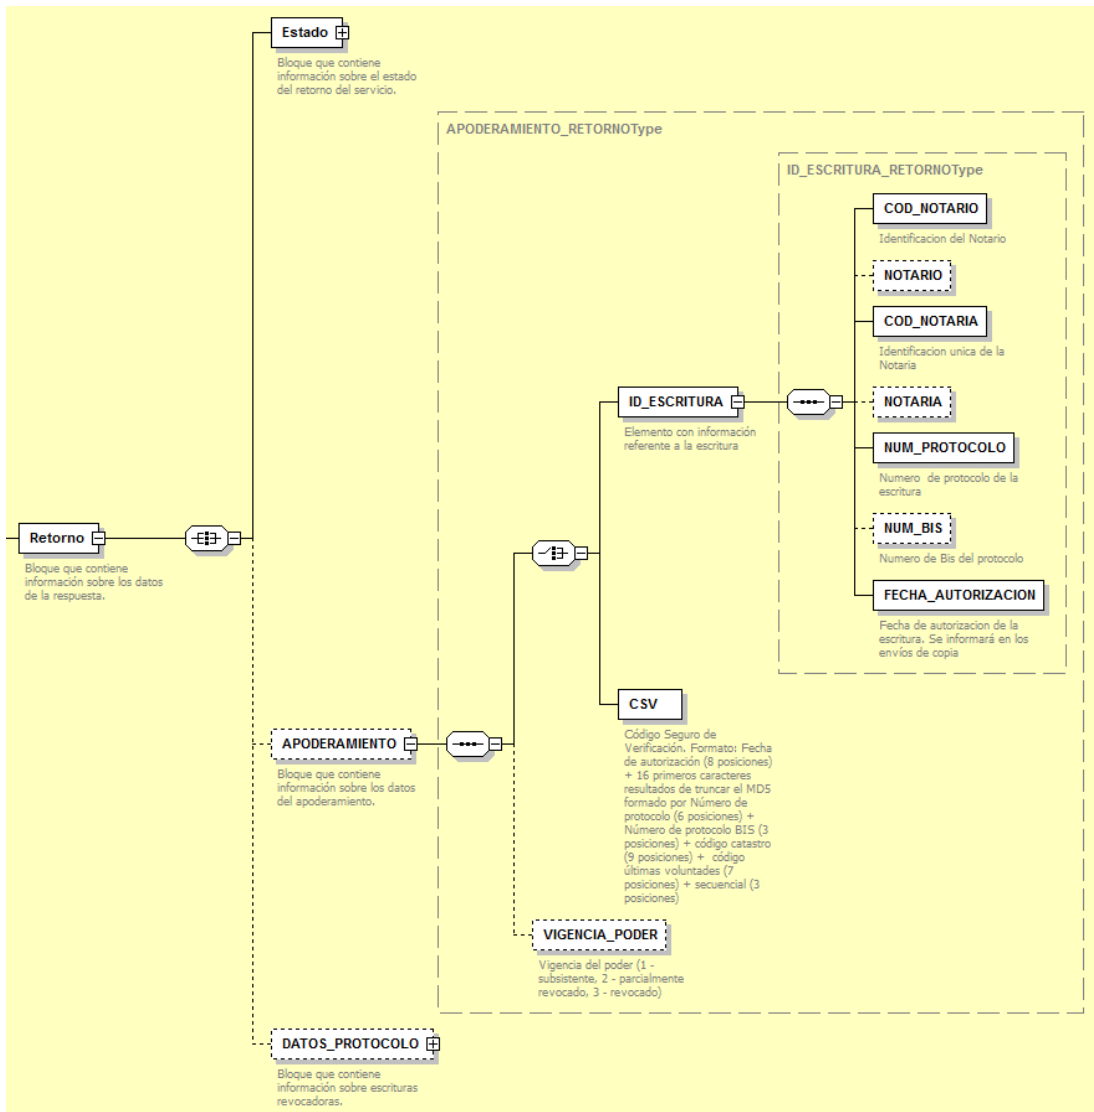 Estado
Bloque que contiene
información sobre el estado
del retorno del servicio.
APODERAMIENTO_RETORNOType
ID_ESCRITURA_RETORNOType
COD_NOTARIO
Identificacion del Notario
NOTARIO
COD_NOTARIA
Identificacion unica de la
Notaria
ID_ESCRITURA
Elemento con información
referente a la escritura
NOTARIA
NUM_PROTOCOLO
Numero  de protocolo de la
escritura
NUM_BIS
Numero de Bis del protocolo
Retorno
Bloque que contiene
información sobre los datos
de la respuesta.
FECHA_AUTORIZACION
Fecha de autorizacion de la
escritura. Se informará en los
envíos de copia
CSV
Código Seguro de
Verificación. Formato: Fecha
de autorización (8 posiciones)
+ 16 primeros caracteres
resultados de truncar el MD5
formado por Número de
protocolo (6 posiciones) +
Número de protocolo BIS (3
posiciones) + código catastro
(9 posiciones) +  código
últimas voluntades (7
posiciones) + secuencial (3
posiciones)
APODERAMIENTO
Bloque que contiene
información sobre los datos
del apoderamiento.
VIGENCIA_PODER
Vigencia del poder (1 -
subsistente, 2 - parcialmente
revocado, 3 - revocado)
DATOS_PROTOCOLO
Bloque que contiene
información sobre escrituras
revocadoras.